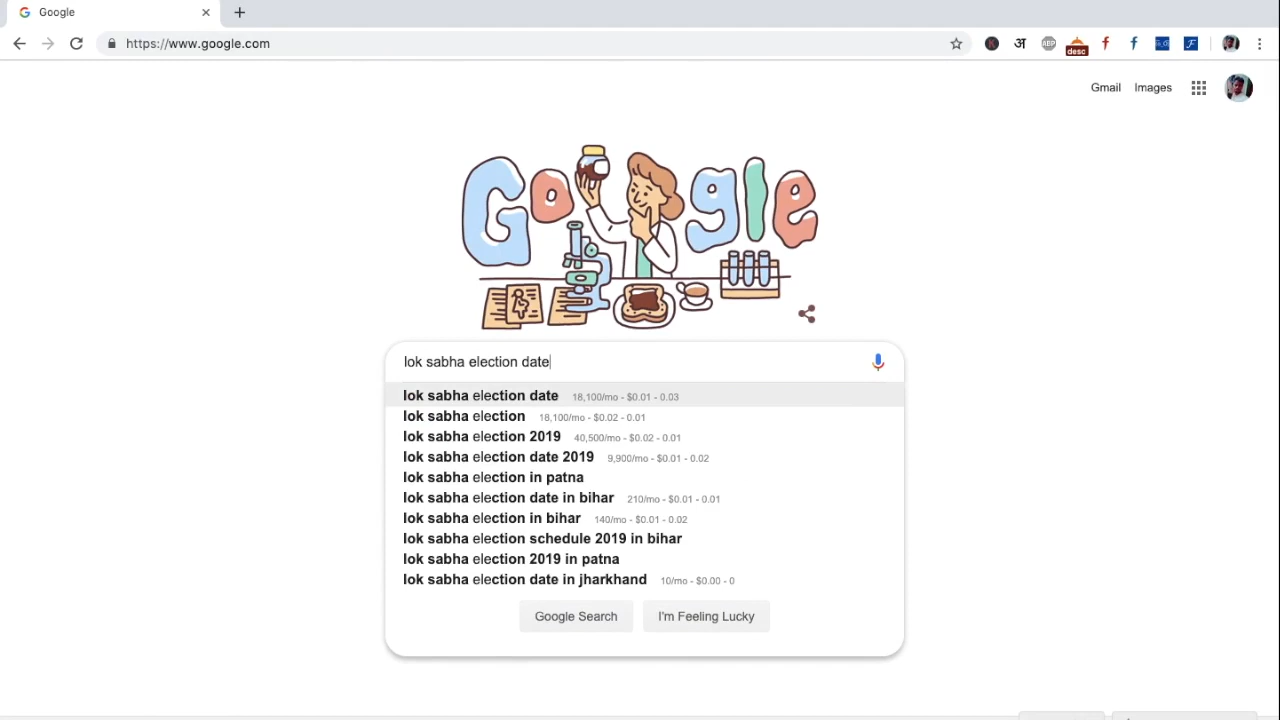 Google
https://www.google.com
अ
ABP
desc
f
f
F
Gmail
Images
Google
lok sabha election date
lok sabha election date 18,100/mo - $0.01 - 0.03
lok sabha election 18,100/mo - $0.02 - 0.01
lok sabha election 2019 40,500/mo - $0.02 - 0.01
lok sabha election date 2019 9,900/mo - $0.01 - 0.02
lok sabha election in patna
lok sabha election date in bihar 210/mo - $0.01 - 0.01
lok sabha election in bihar 140/mo - $0.01 - 0.02
lok sabha election schedule 2019 in bihar
lok sabha election 2019 in patna
lok sabha election date in jharkhand 10/mo - $0.00 - 0
Google Search
I'm Feeling Lucky